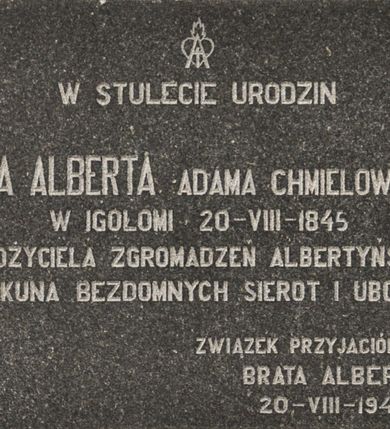 W STULECIE URODZIN
A ALBERTA ADAMA CHMIELOW
W IGOŁOMI 20-VIII-1845
OŻYCIELA ZGROMADZEŃ ALBERTYNS
KUNA BEZDOMNYCH SIEROT I UBO
ZWIĄZEK PRZYJACIÓ
BRATA ALBER
20-VIII-194